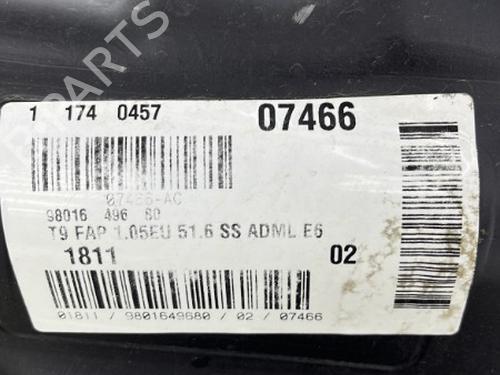 1 174 0457 07466
07466-AC
98016 496 80
T9 FAP 1.05EU 51.6 SS ADML E6
1811 02
01811 / 9801649680 / 02 / 07466
PARTS